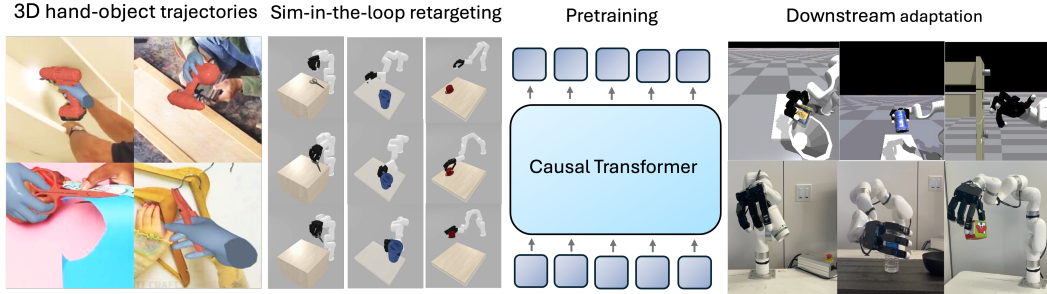 3D hand-object trajectories
Sim-in-the-loop retargeting
Pretraining
Downstream adaptation
Causal Transformer